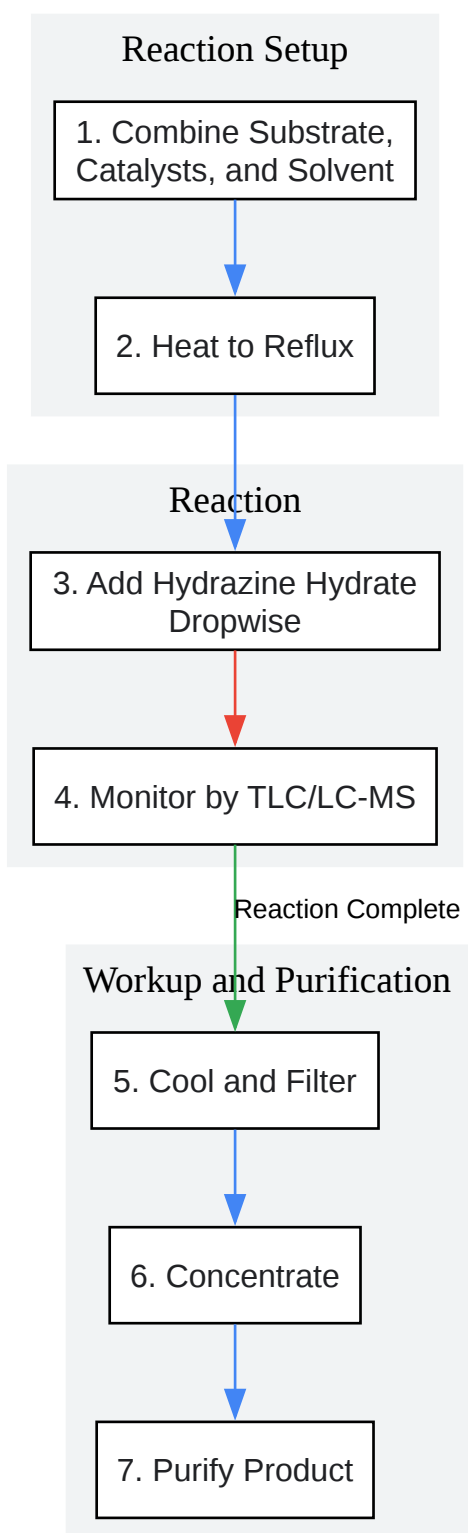 Reaction Setup
1. Combine Substrate,
Catalysts, and Solvent
2. Heat to Reflux
Reaction
3. Add Hydrazine Hydrate
Dropwise
4. Monitor by TLC/LC-MS
Reaction Complete
Workup and Purification
5. Cool and Filter
6. Concentrate
7. Purify Product